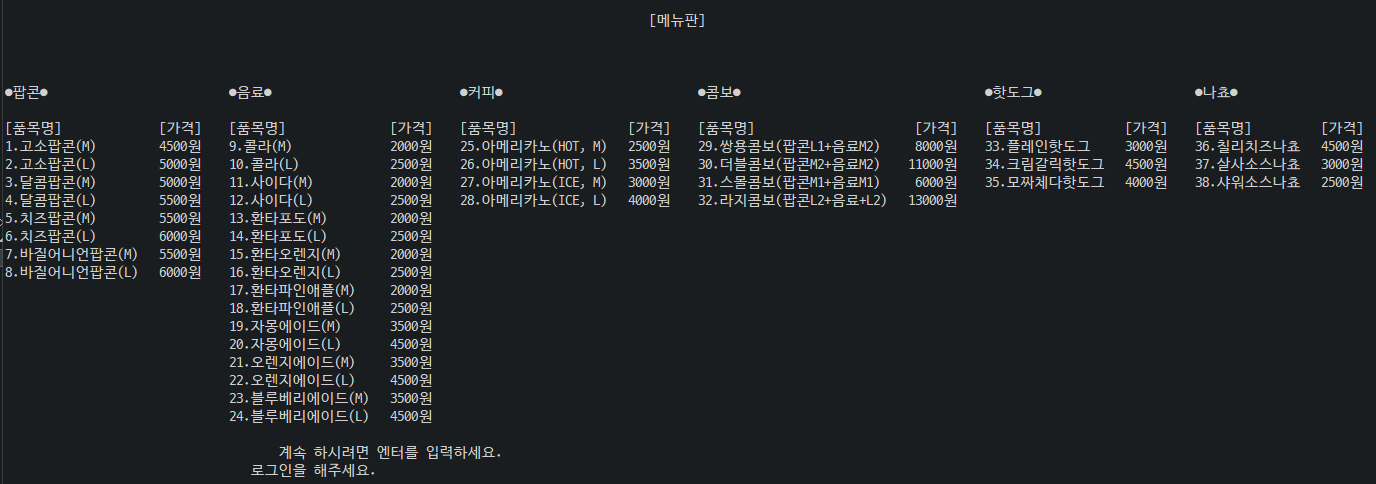 [메뉴판]
●팝콘● ●음료● ●커피● ●콤보● ●핫도그● ●나쵸●
[품목명] [가격] [품목명] [가격] [품목명] [가격] [품목명] [가격] [품목명] [가격] [품목명] [가격]
1.고소팝콘(M) 4500원 9.콜라(M) 2000원 25.아메리카노(HOT, M) 2500원 29.쌍용콤보(팝콘L1+음료M2) 8000원 33.플레인핫도그 3000원 36.칠리치즈나쵸 4500원
2.고소팝콘(L) 5000원 10.콜라(L) 2500원 26.아메리카노(HOT, L) 3500원 30.더블콤보(팝콘M2+음료M2) 11000원 34.크림갈릭핫도그 4500원 37.살사소스나쵸 3000원
3.달콤팝콘(M) 5000원 11.사이다(M) 2000원 27.아메리카노(ICE, M) 3000원 31.스몰콤보(팝콘M1+음료M1) 6000원 35.모짜체다핫도그 4000원 38.샤워소스나쵸 2500원
4.달콤팝콘(L) 5500원 12.사이다(L) 2500원 28.아메리카노(ICE, L) 4000원 32.라지콤보(팝콘L2+음료+L2) 13000원
5.치즈팝콘(M) 5500원 13.환타포도(M) 2000원
6.치즈팝콘(L) 6000원 14.환타포도(L) 2500원
7.바질어니언팝콘(M) 5500원 15.환타오렌지(M) 2000원
8.바질어니언팝콘(L) 6000원 16.환타오렌지(L) 2500원
17.환타파인애플(M) 2000원
18.환타파인애플(L) 2500원
19.자몽에이드(M) 3500원
20.자몽에이드(L) 4500원
21.오렌지에이드(M) 3500원
22.오렌지에이드(L) 4500원
23.블루베리에이드(M) 3500원
24.블루베리에이드(L) 4500원
계속 하시려면 엔터를 입력하세요.
로그인을 해주세요.